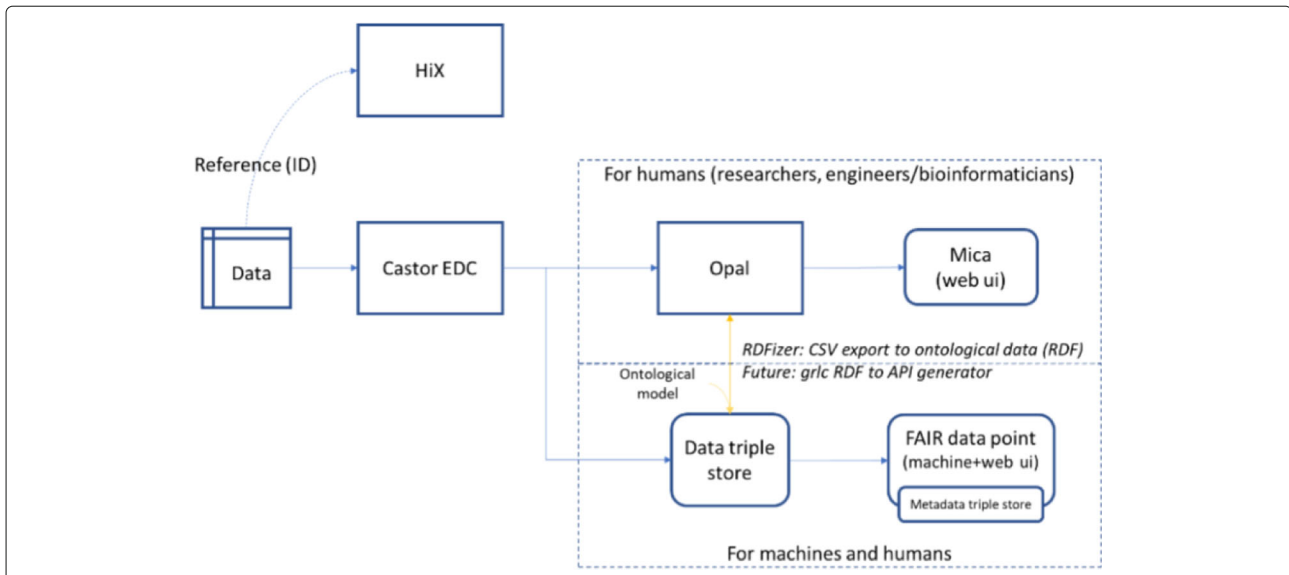 HiX
Reference (ID)
For humans (researchers, engineers/bioinformaticians)
Data
Castor EDC
Opal
Mica
(web ui)
RDFizer: CSV export to ontological data (RDF)
Future: grlc RDF to API generator
Ontological
model
Data triple
store
FAIR data point
(machine+web ui)
Metadata triple store
For machines and humans